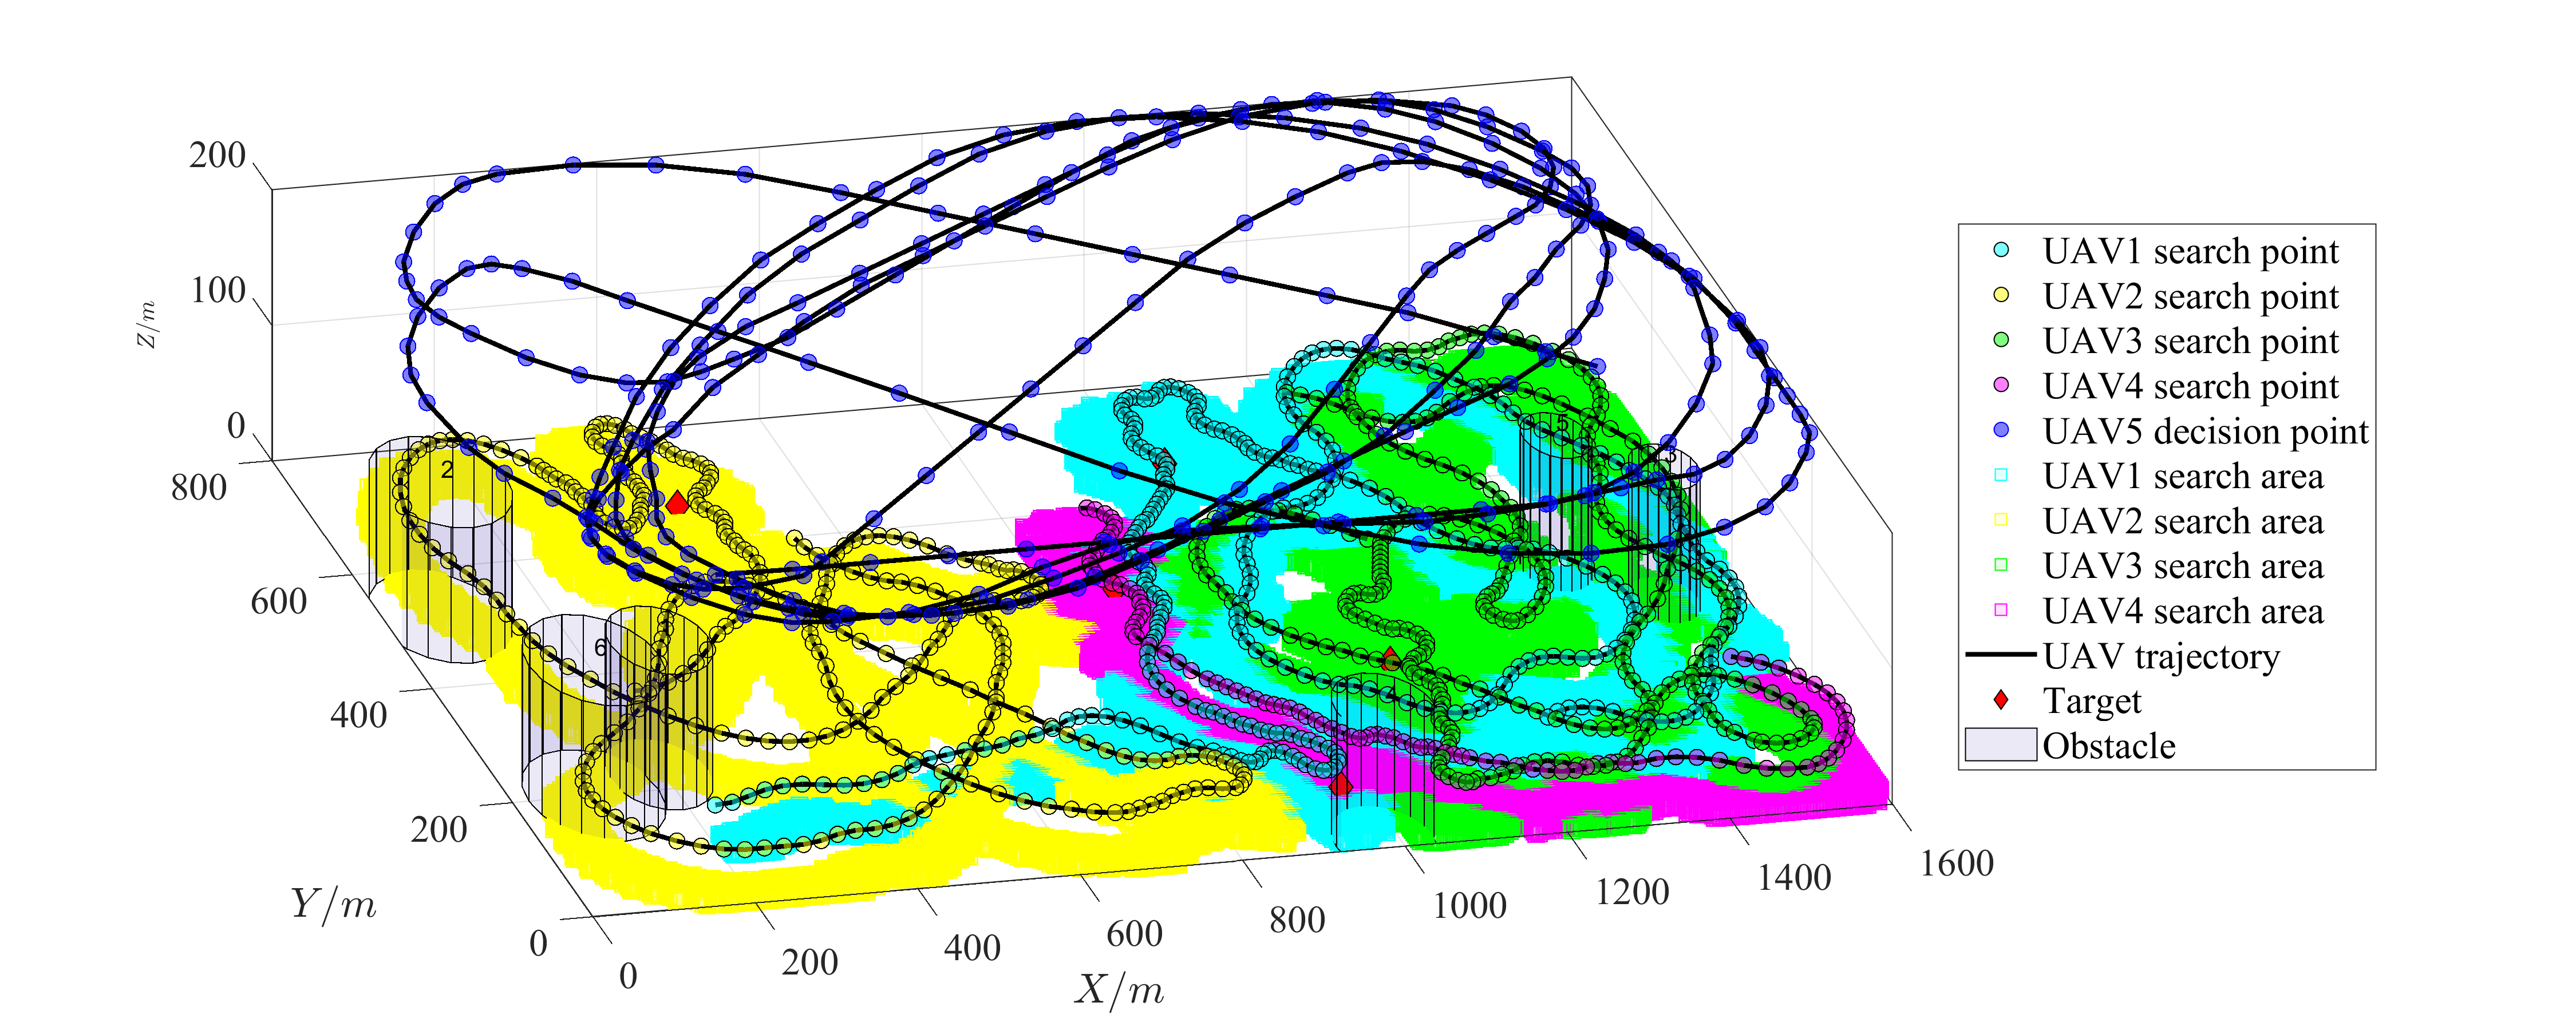 200
100
0
Z/m
800
600
400
200
0
Y/m
0
200
400
600
800
1000
1200
1400
1600
X/m
2
6
5
3
UAV1 search point
UAV2 search point
UAV3 search point
UAV4 search point
UAV5 decision point
UAV1 search area
UAV2 search area
UAV3 search area
UAV4 search area
UAV trajectory
Target
Obstacle